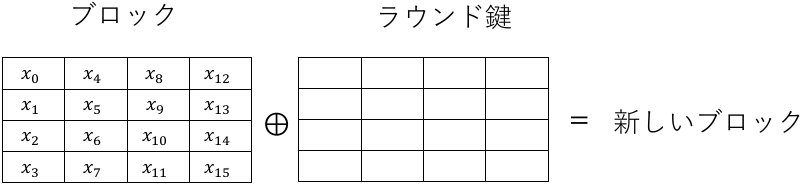 ブロック ラウンド鍵
x₀ x₄ x₈ x₁₂
x₁ x₅ x₉ x₁₃
x₂ x₆ x₁₀ x₁₄
x₃ x₇ x₁₁ x₁₅
⊕ = 新しいブロック